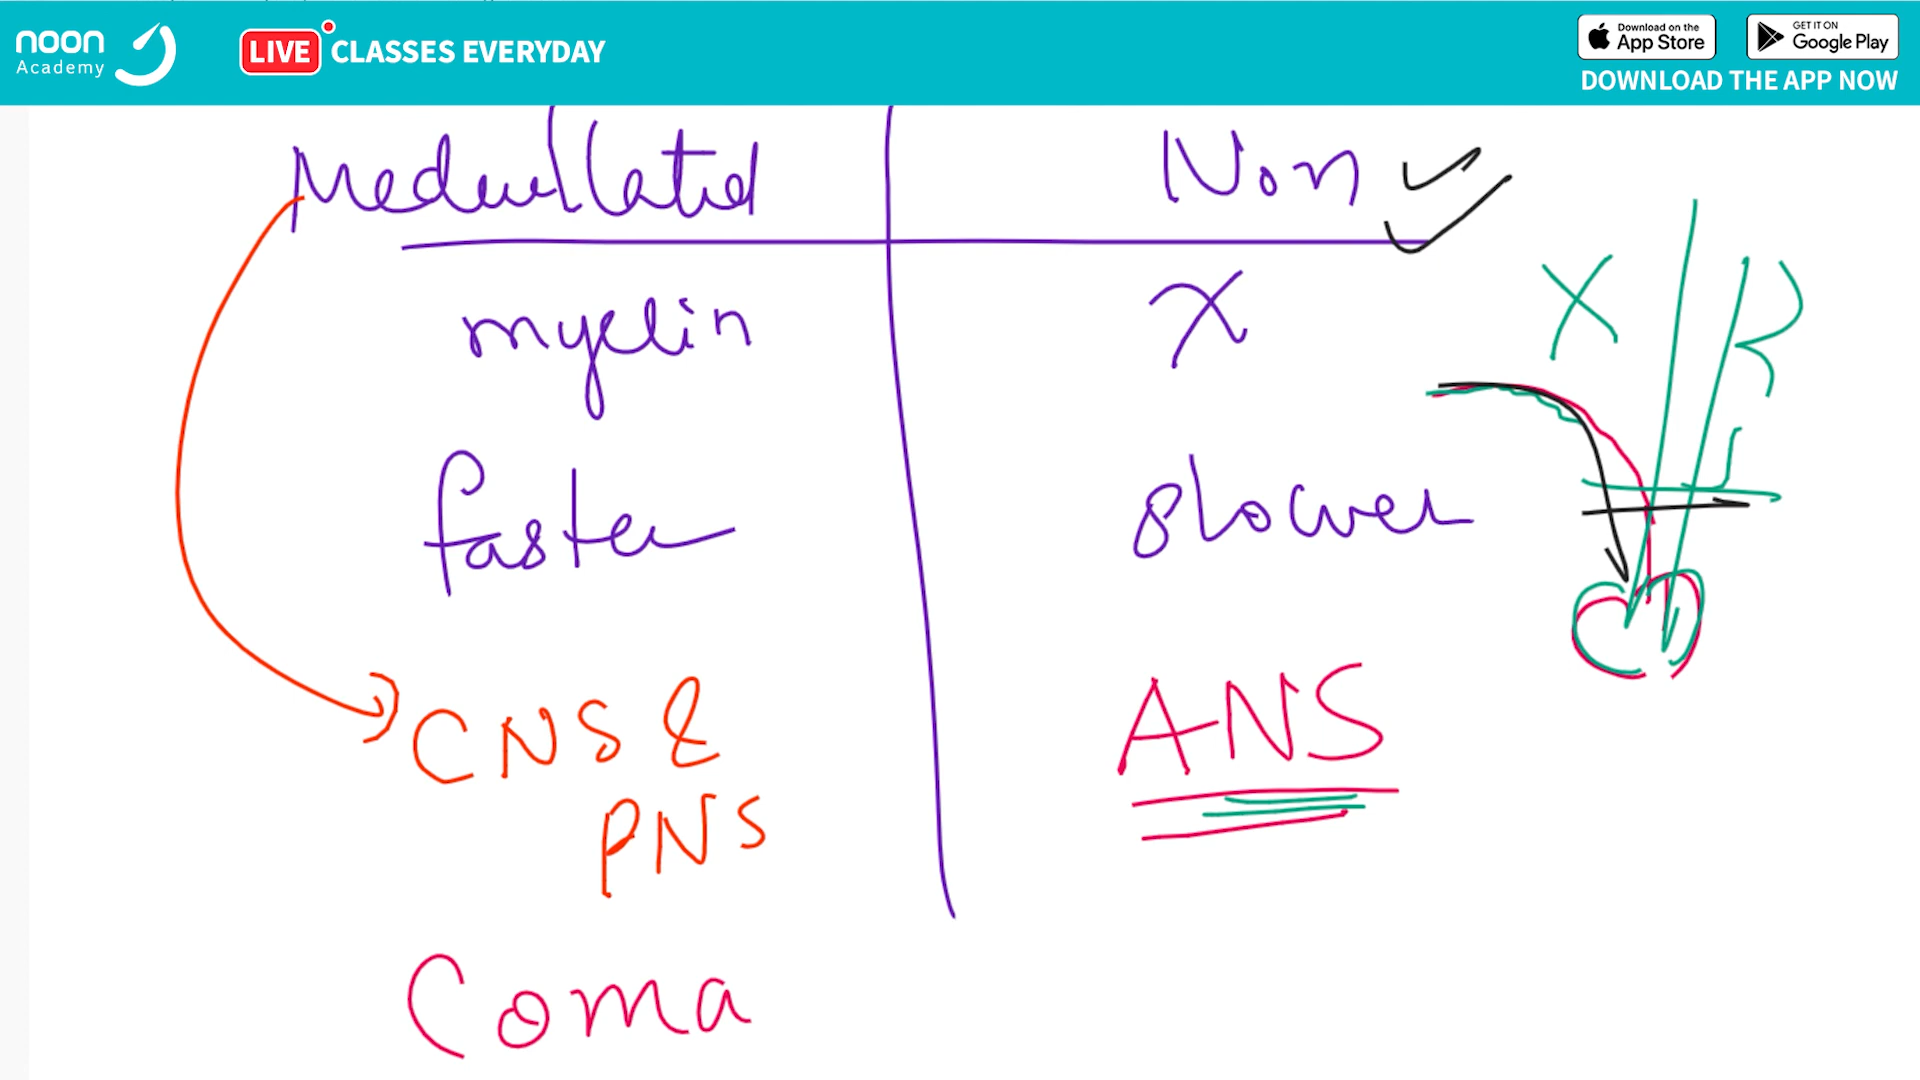 noon
Academy
LIVE CLASSES EVERYDAY
Download on the
App Store
GET IT ON
Google Play
DOWNLOAD THE APP NOW
Medullated Non
myelin X
faster slower
CNS & ANS
PNS
Coma
X R